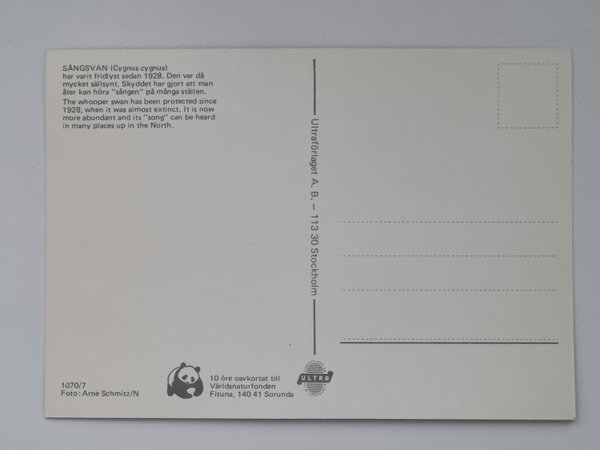 SÅNGSVAN (Cygnus cygnus)
har varit fridlyst sedan 1928. Den var då
mycket sällsynt. Skyddet har gjort att man
åter kan höra "sången" på många ställen.
The whooper swan has been protected since
1928, when it was almost extinct. It is now
more abundant and its "song" can be heard
in many places up in the North.
Ultraförlaget A. B. – 113 30 Stockholm
1070/7
Foto: Arne Schmitz/N
10 öre oavkortat till
Världsnaturfonden
Fituna, 140 41 Sorunda
ULTRA